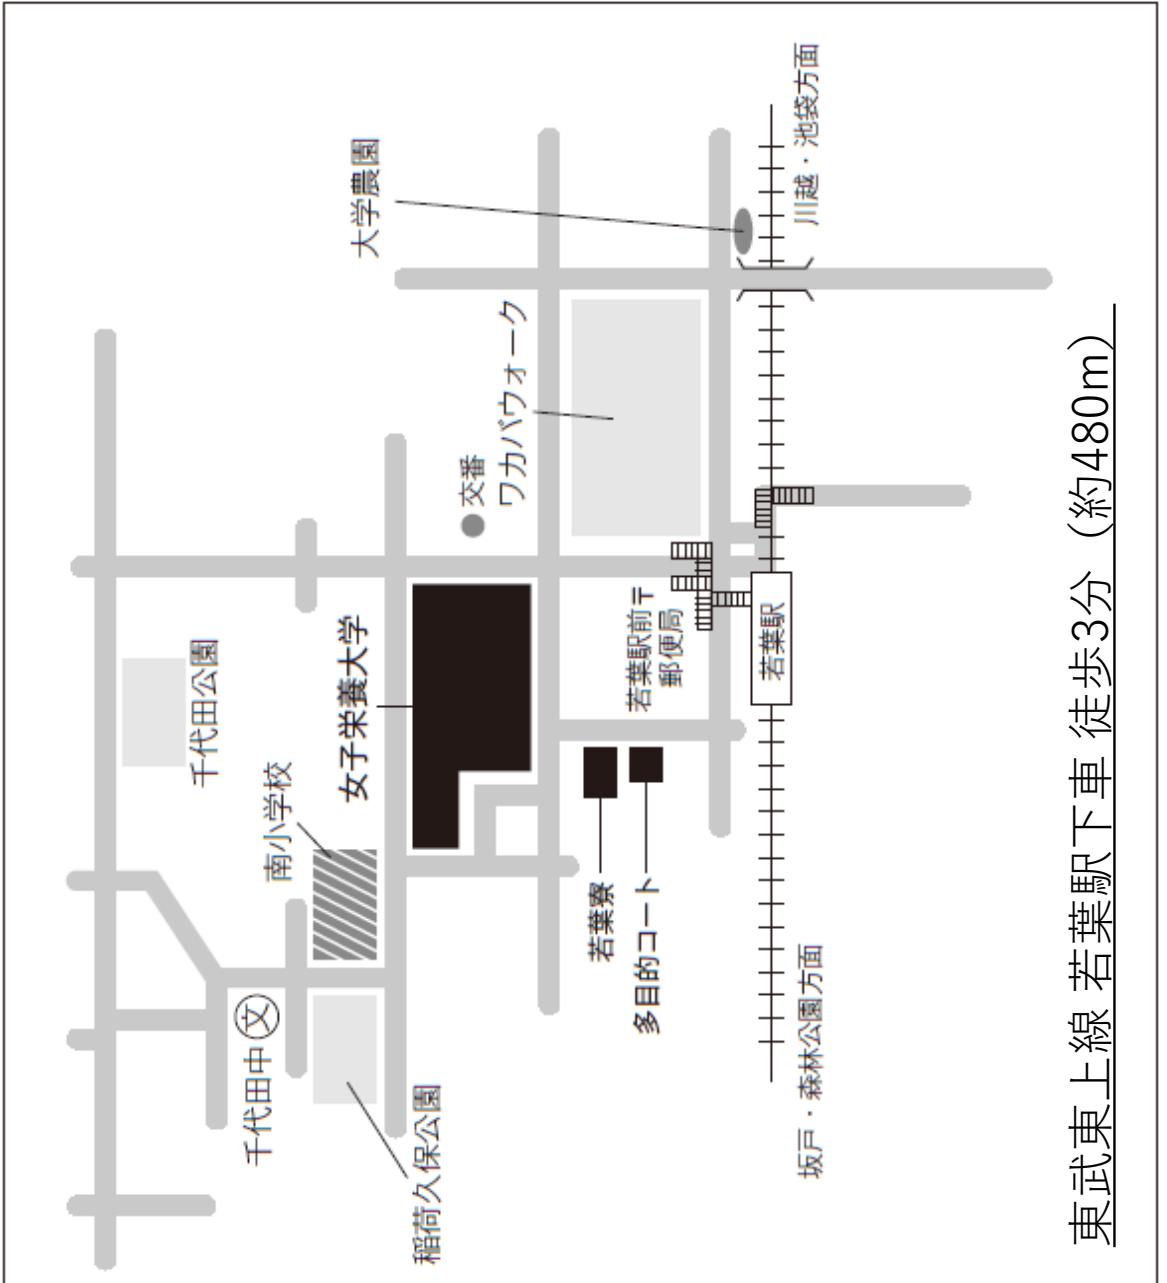 千代田公園
千代田中
文
南小学校
稲荷久保公園
女子栄養大学
大学農園
交番
ワカバウォーク
若葉寮
多目的コート
若葉駅前〒
郵便局
若葉駅
坂戸・森林公園方面
川越・池袋方面
東武東上線 若葉駅下車 徒歩3分（約480m）